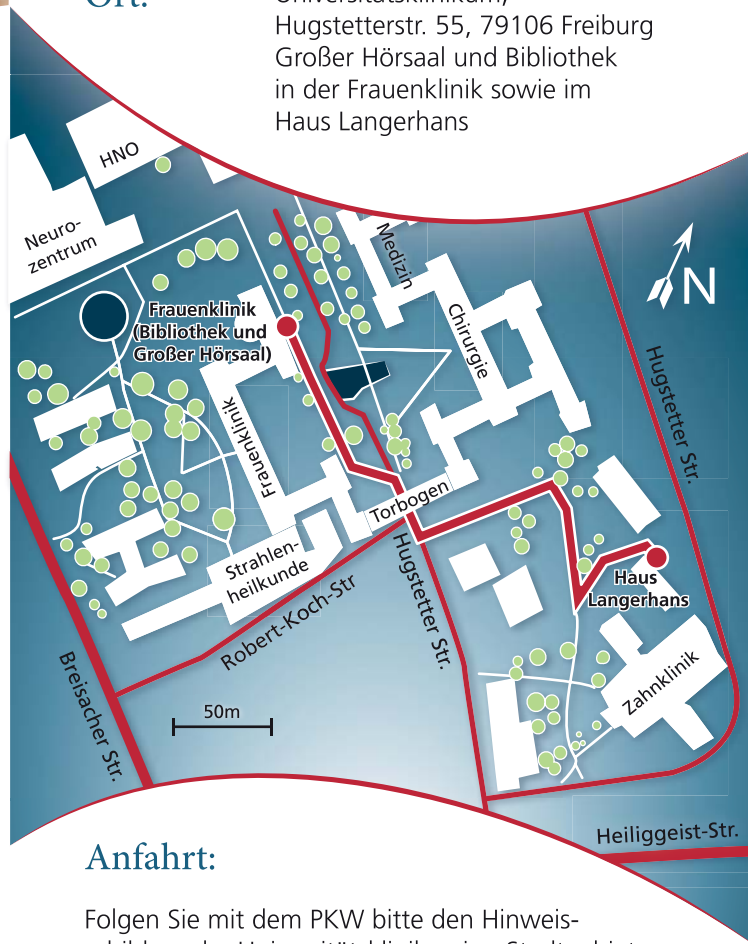 Ort:
Universitätsklinikum,
Hugstetterstr. 55, 79106 Freiburg
Großer Hörsaal und Bibliothek
in der Frauenklinik sowie im
Haus Langerhans
HNO
Neuro-
zentrum
Medizin
N
Frauenklinik
(Bibliothek und
Großer Hörsaal)
Chirurgie
Hugstetter Str.
Frauenklinik
Torbogen
Strahlen-
heilkunde
Hugstetter Str.
Haus
Langerhans
Robert-Koch-Str
Breisacher Str.
Zahnklinik
50m
Heiliggeist-Str.
Anfahrt:
Folgen Sie mit dem PKW bitte den Hinweis-